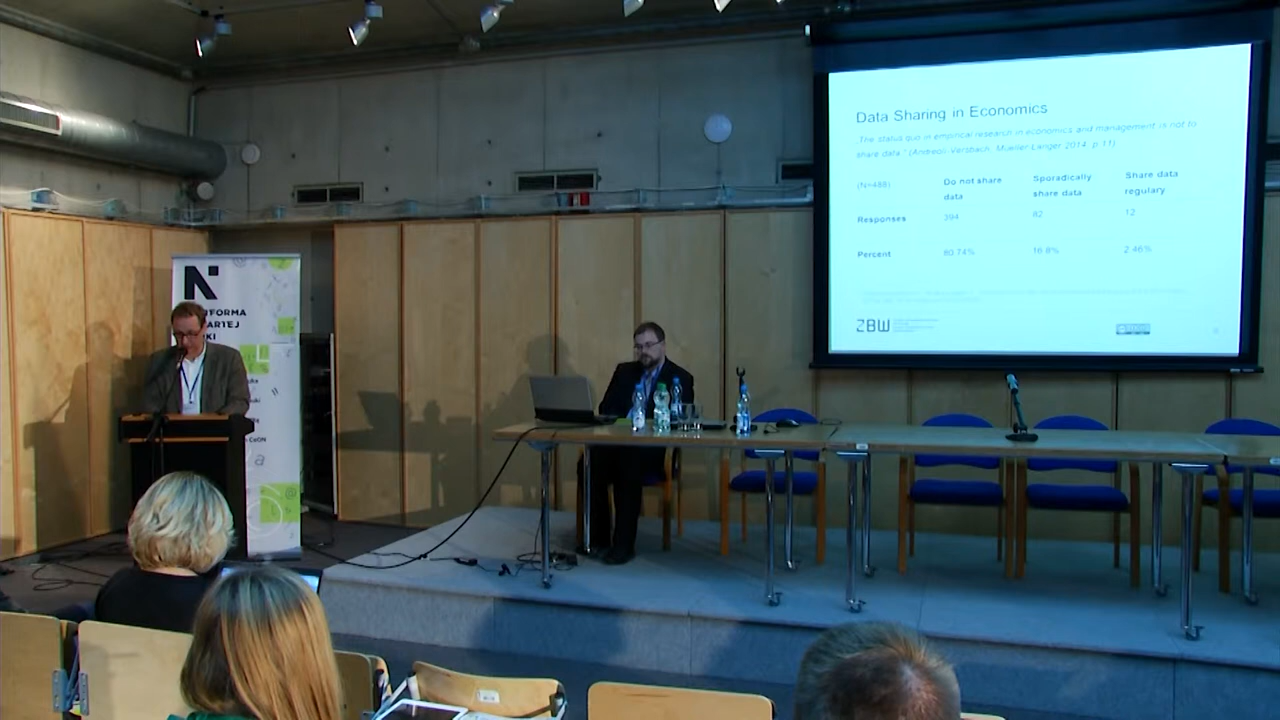 Data Sharing in Economics
"The status quo in empirical research in economics and management is not to
share data." (Andreoli-Versbach, Mueller-Langer 2014, p.11)
(N=488)
Do not share
data
Sporadically
share data
Share data
regulary
Responses
394
82
12
Percent
80.74%
16.8%
2.46%
ZBW
N
FORMA
ARTEJ
KI
CeON